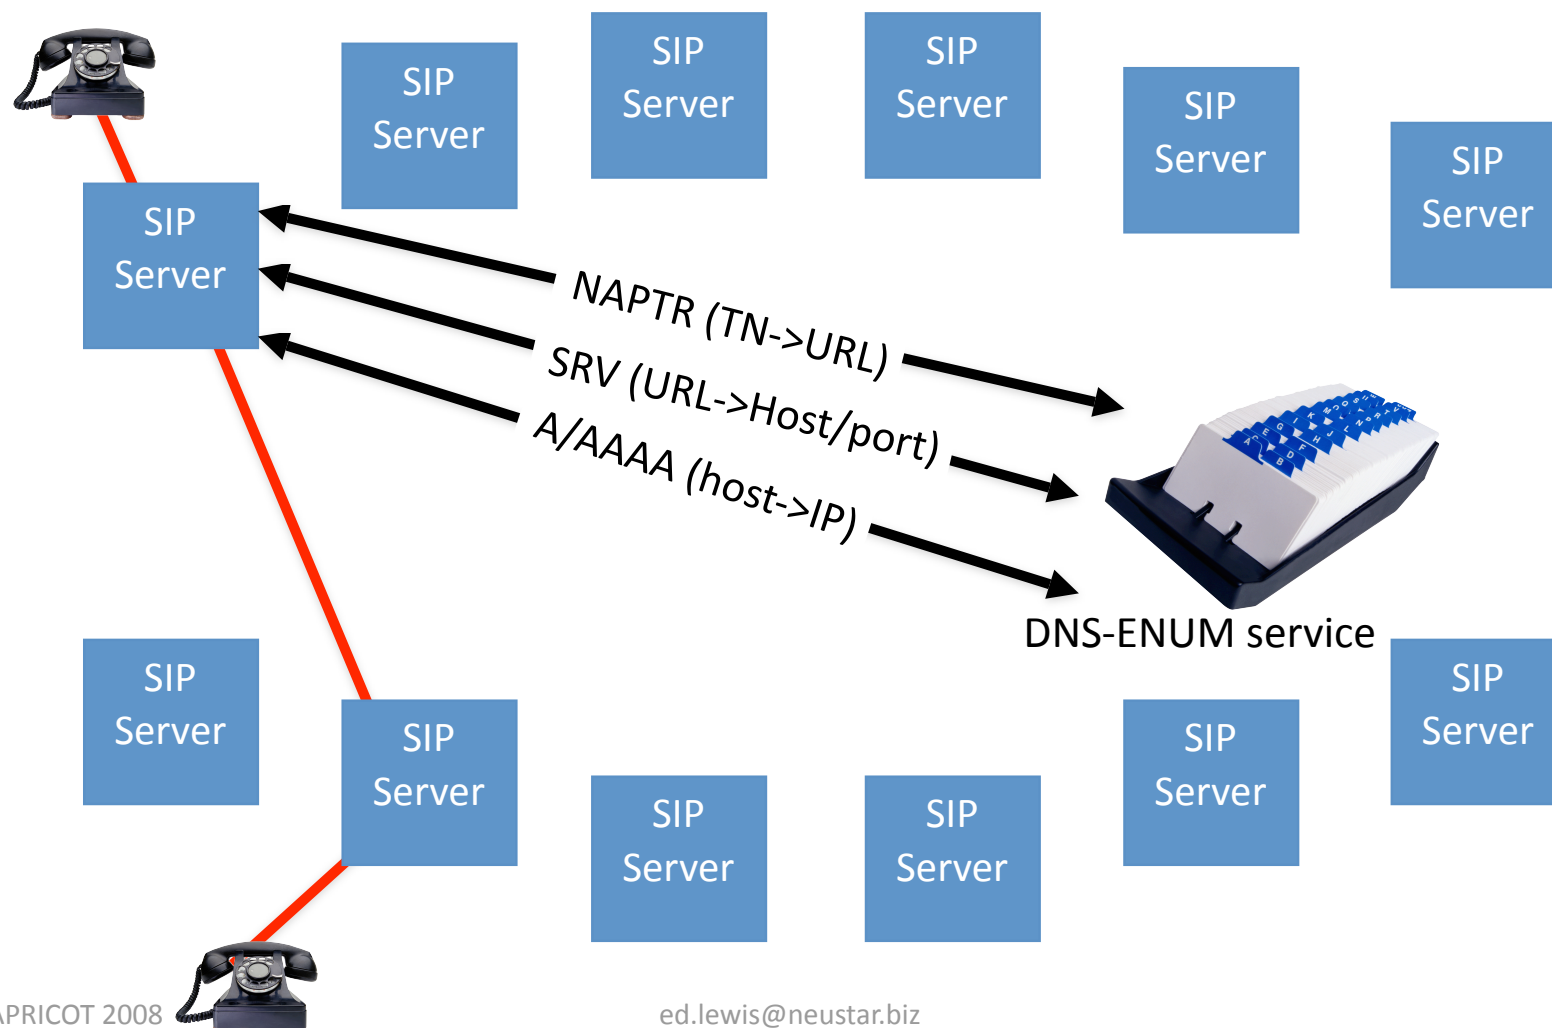 SIP
Server
SIP
Server
SIP
Server
SIP
Server
SIP
Server
SIP
Server
NAPTR (TN->URL)
SRV (URL->Host/port)
A/AAAA (host->IP)
DNS-ENUM service
SIP
Server
SIP
Server
SIP
Server
SIP
Server
SIP
Server
SIP
Server
PRICOT 2008
ed.lewis@neustar.biz